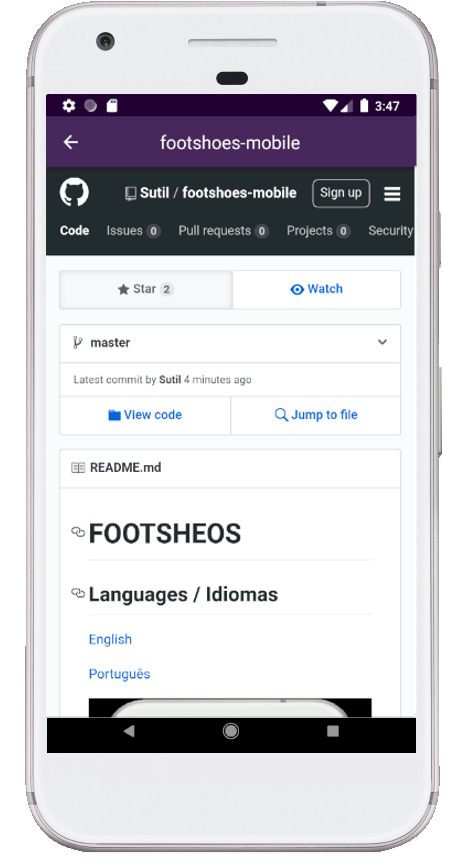 3:47
footshoes-mobile
Sutil / footshoes-mobile Sign up
Code Issues 0 Pull requests 0 Projects 0 Security
Star 2 Watch
master
Latest commit by Sutil 4 minutes ago
View code Jump to file
README.md
FOOTSHEOS
Languages / Idiomas
English
Português